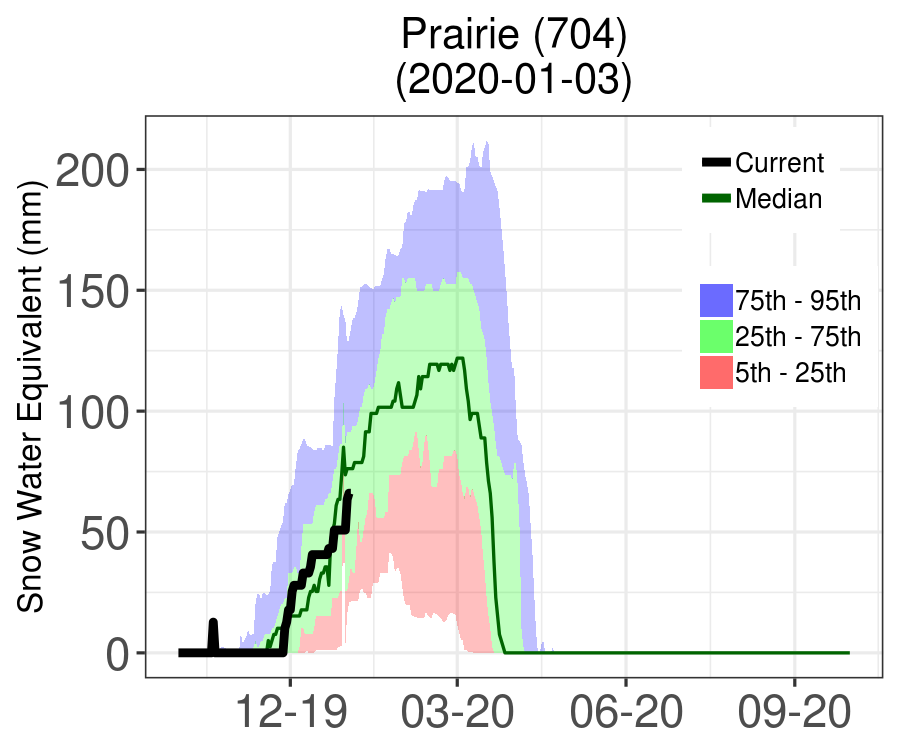 Prairie (704)
(2020-01-03)
Snow Water Equivalent (mm)
200
150
100
50
0
Current
Median
75th - 95th
25th - 75th
5th - 25th
12-19
03-20
06-20
09-20